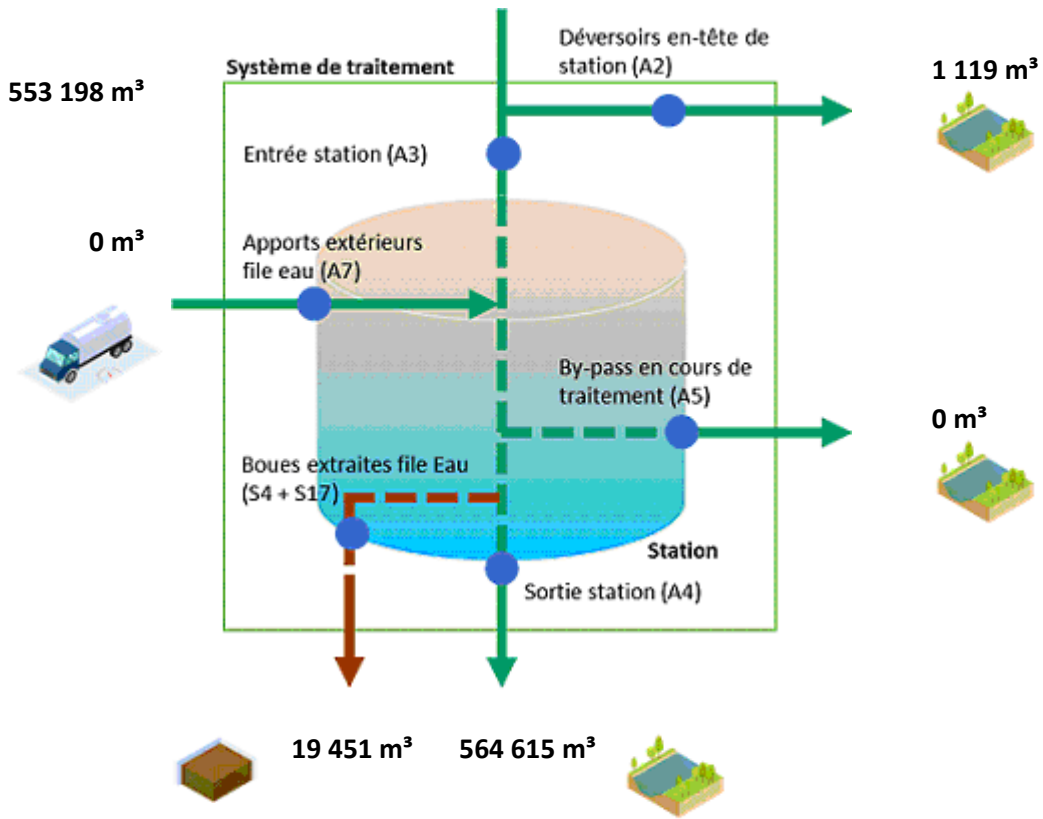 Déversoirs en-tête de
station (A2)
1 119 m³
Système de traitement
553 198 m³
Entrée station (A3)
0 m³
Apports extérieurs
file eau (A7)
By-pass en cours de
traitement (A5)
0 m³
Boues extraites file Eau
(S4 + S17)
Station
Sortie station (A4)
19 451 m³
564 615 m³